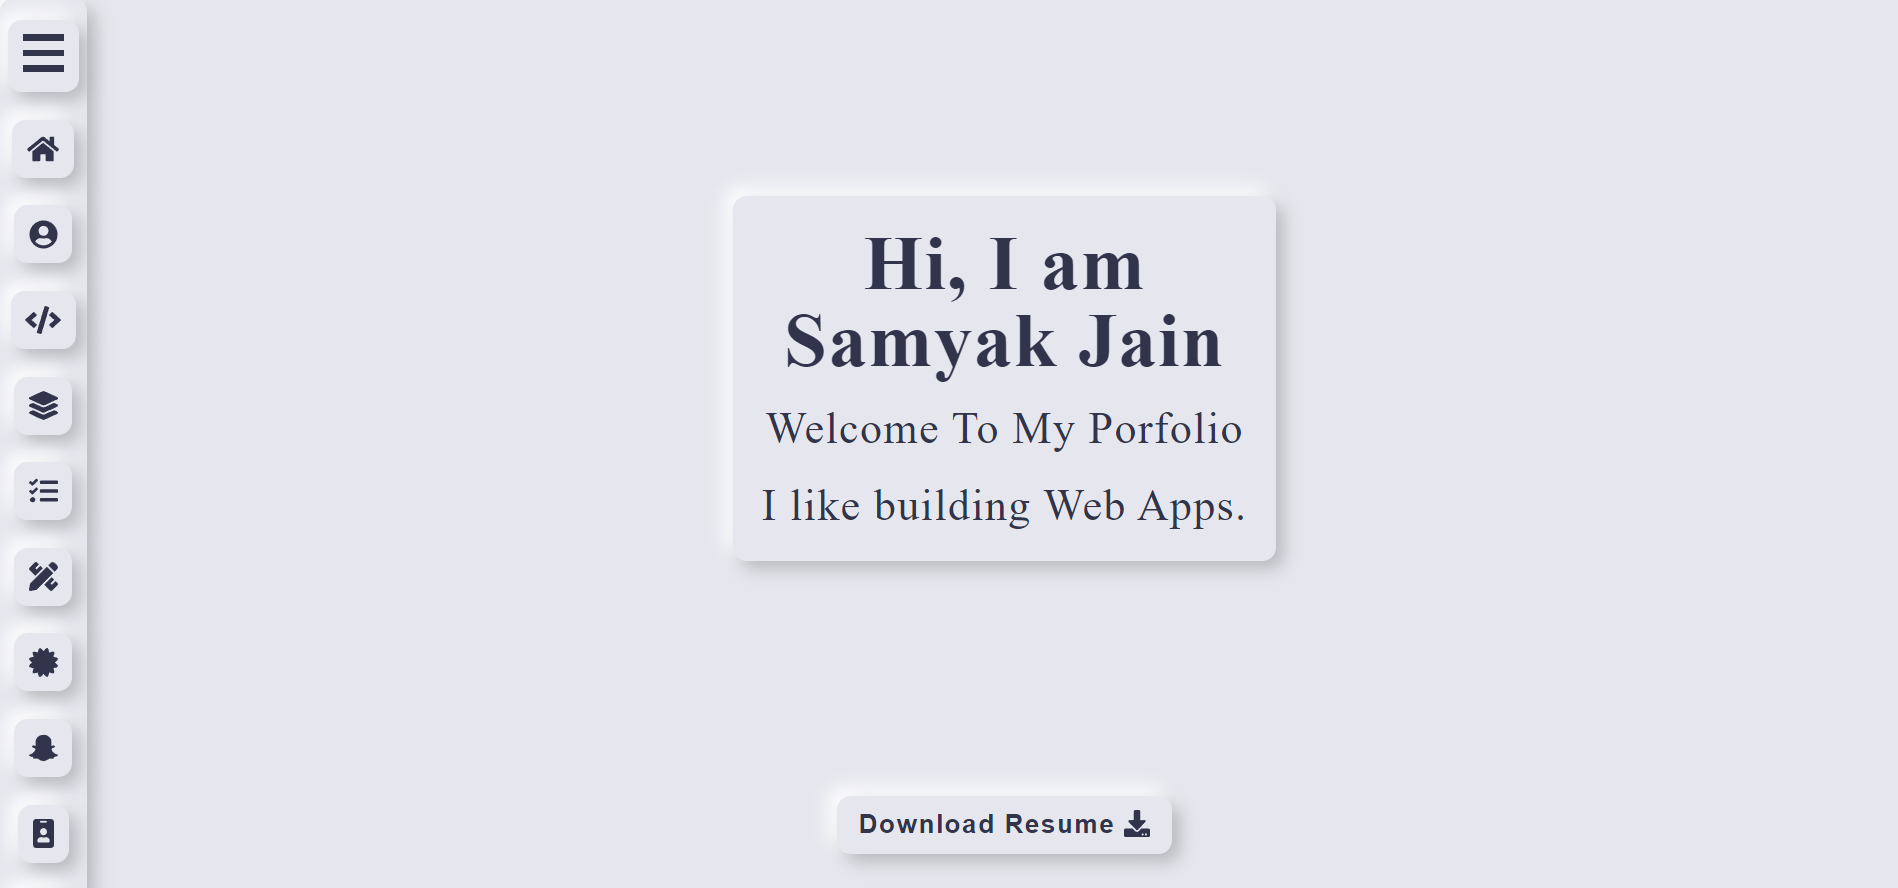 Hi, I am
Samyak Jain
Welcome To My Porfolio
I like building Web Apps.
Download Resume